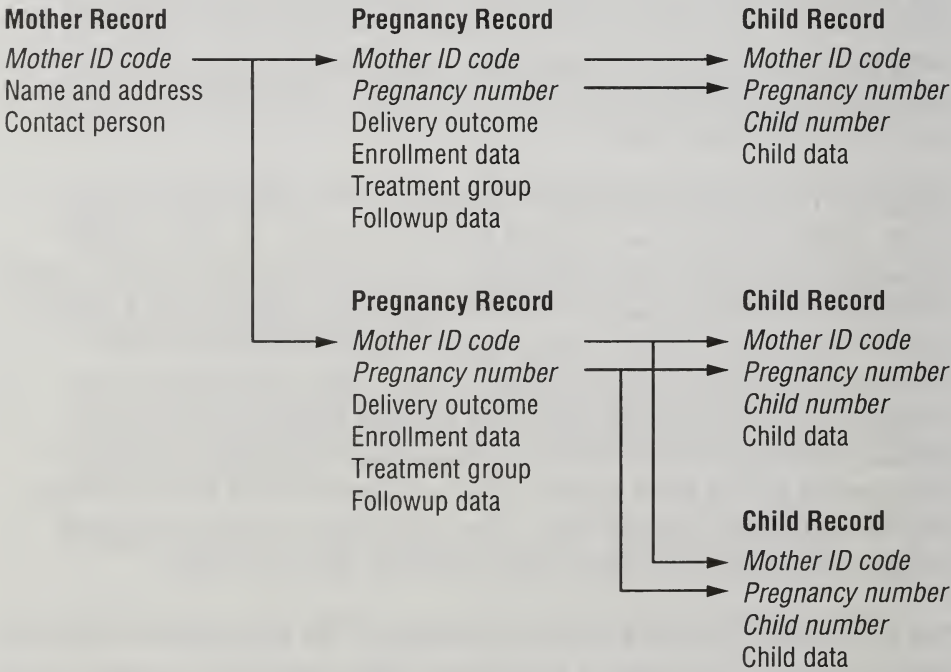 Mother Record
Mother ID code
Name and address
Contact person
Pregnancy Record
Mother ID code
Pregnancy number
Delivery outcome
Enrollment data
Treatment group
Followup data
Child Record
Mother ID code
Pregnancy number
Child number
Child data
Pregnancy Record
Mother ID code
Pregnancy number
Delivery outcome
Enrollment data
Treatment group
Followup data
Child Record
Mother ID code
Pregnancy number
Child number
Child data
Child Record
Mother ID code
Pregnancy number
Child number
Child data